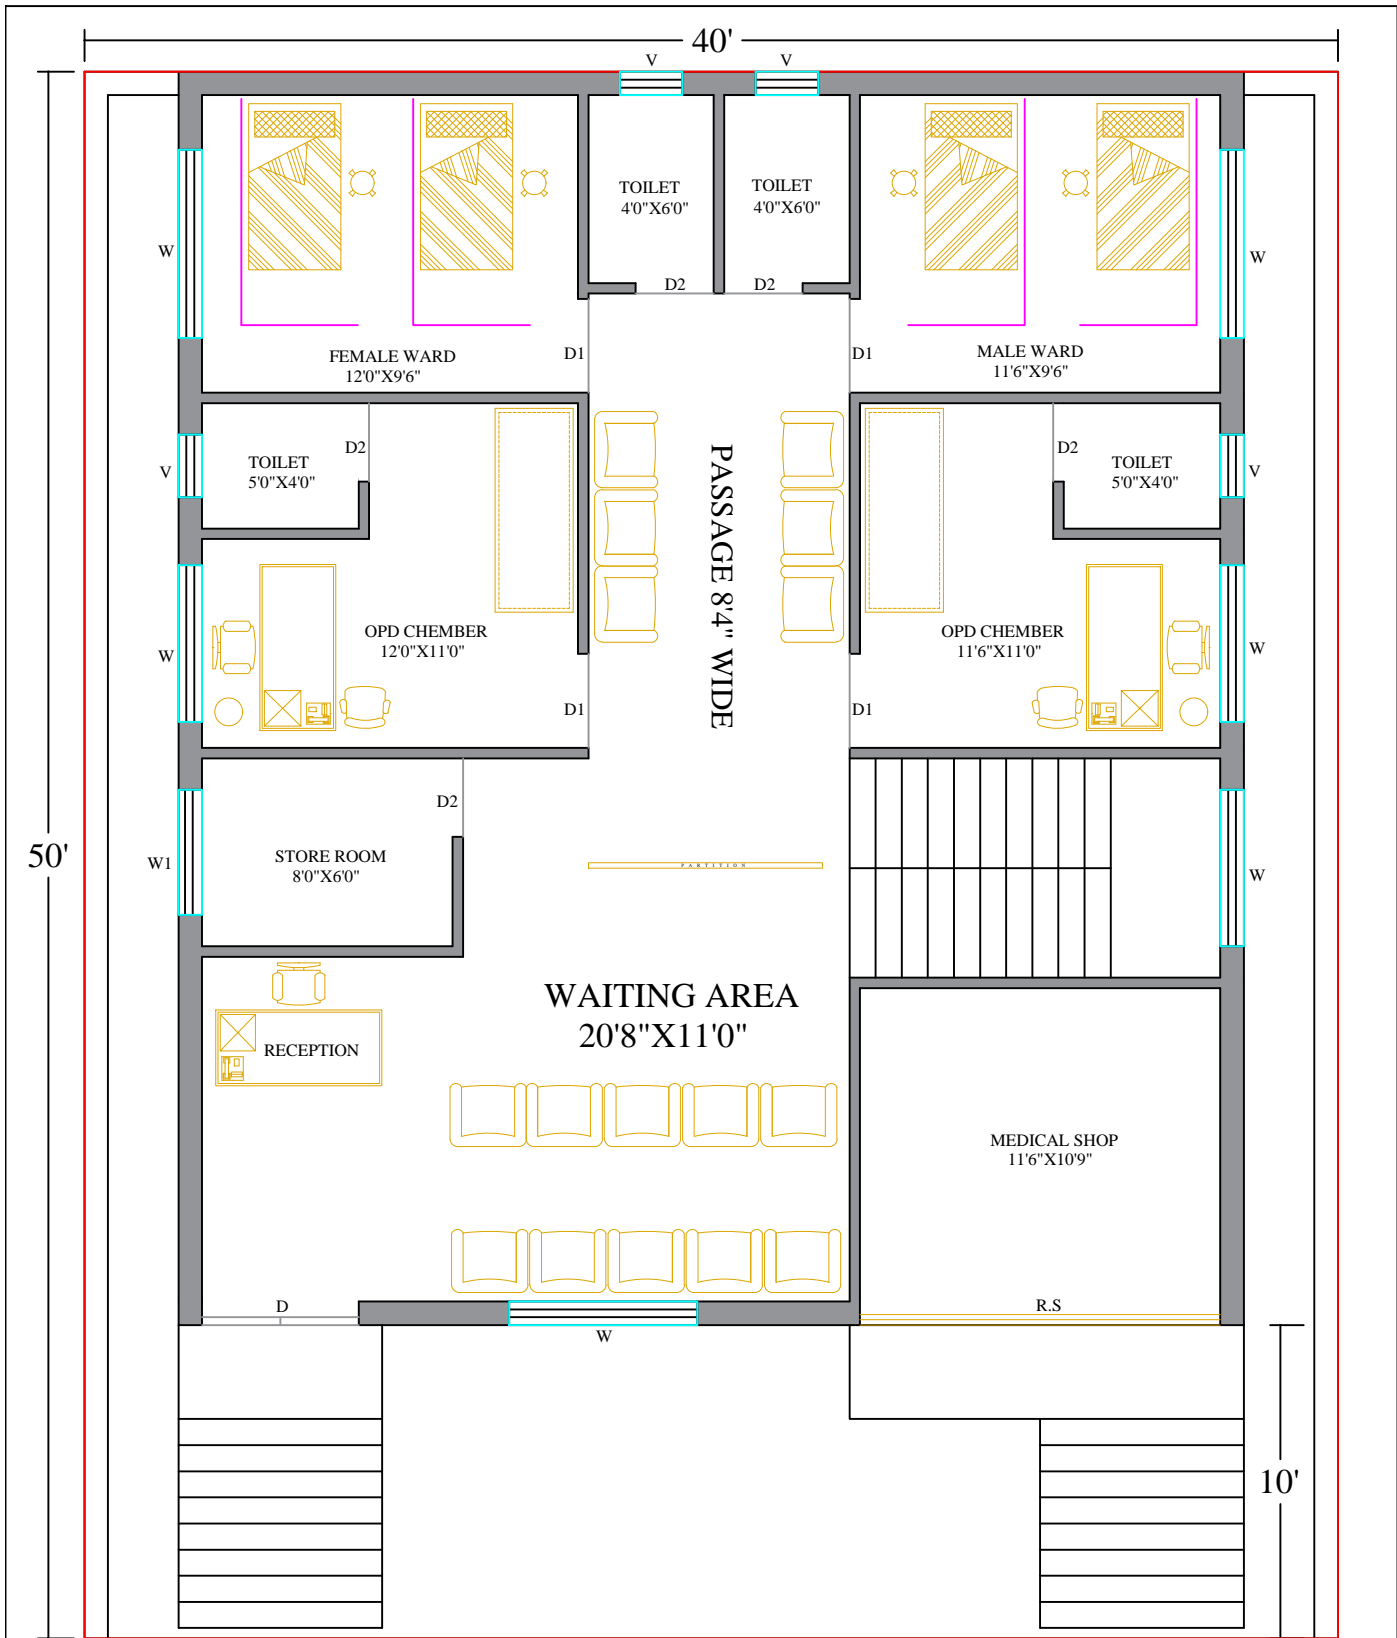 40'
V
V
TOILET
4'0"X6'0"
TOILET
4'0"X6'0"
W
W
D2
D2
FEMALE WARD
12'0"X9'6"
D1
D1
MALE WARD
11'6"X9'6"
V
TOILET
5'0"X4'0"
D2
PASSAGE 8'4" WIDE
D2
TOILET
5'0"X4'0"
V
W
OPD CHEMBER
12'0"X11'0"
OPD CHEMBER
11'6"X11'0"
W
D1
D1
D2
50'
W1
STORE ROOM
8'0"X6'0"
PARTITION
W
WAITING AREA
20'8"X11'0"
RECEPTION
MEDICAL SHOP
11'6"X10'9"
D
R.S
W
10'